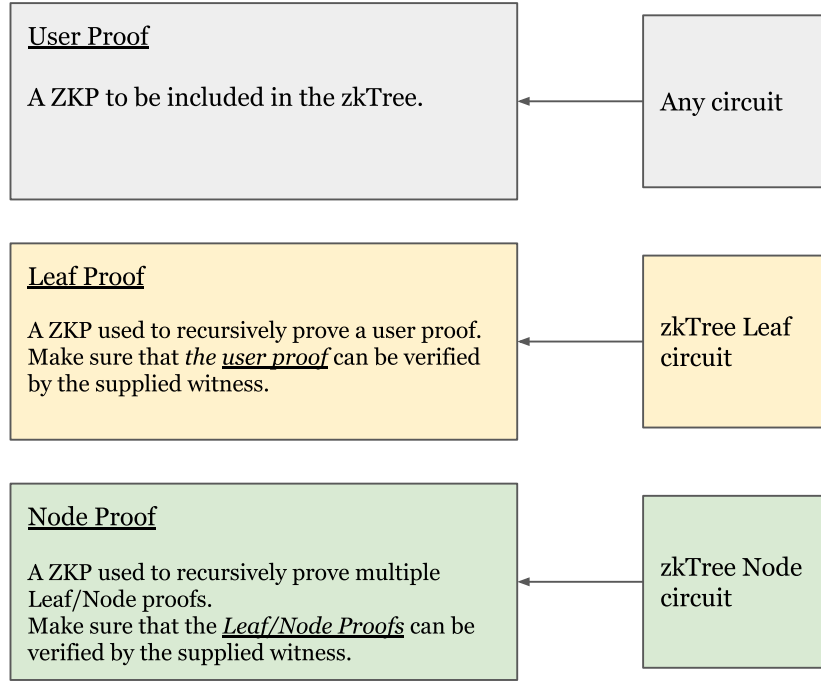 User Proof
A ZKP to be included in the zkTree.
Any circuit
Leaf Proof
A ZKP used to recursively prove a user proof.
Make sure that the user proof can be verified
by the supplied witness.
zkTree Leaf
circuit
Node Proof
A ZKP used to recursively prove multiple
Leaf/Node proofs.
Make sure that the Leaf/Node Proofs can be
verified by the supplied witness.
zkTree Node
circuit